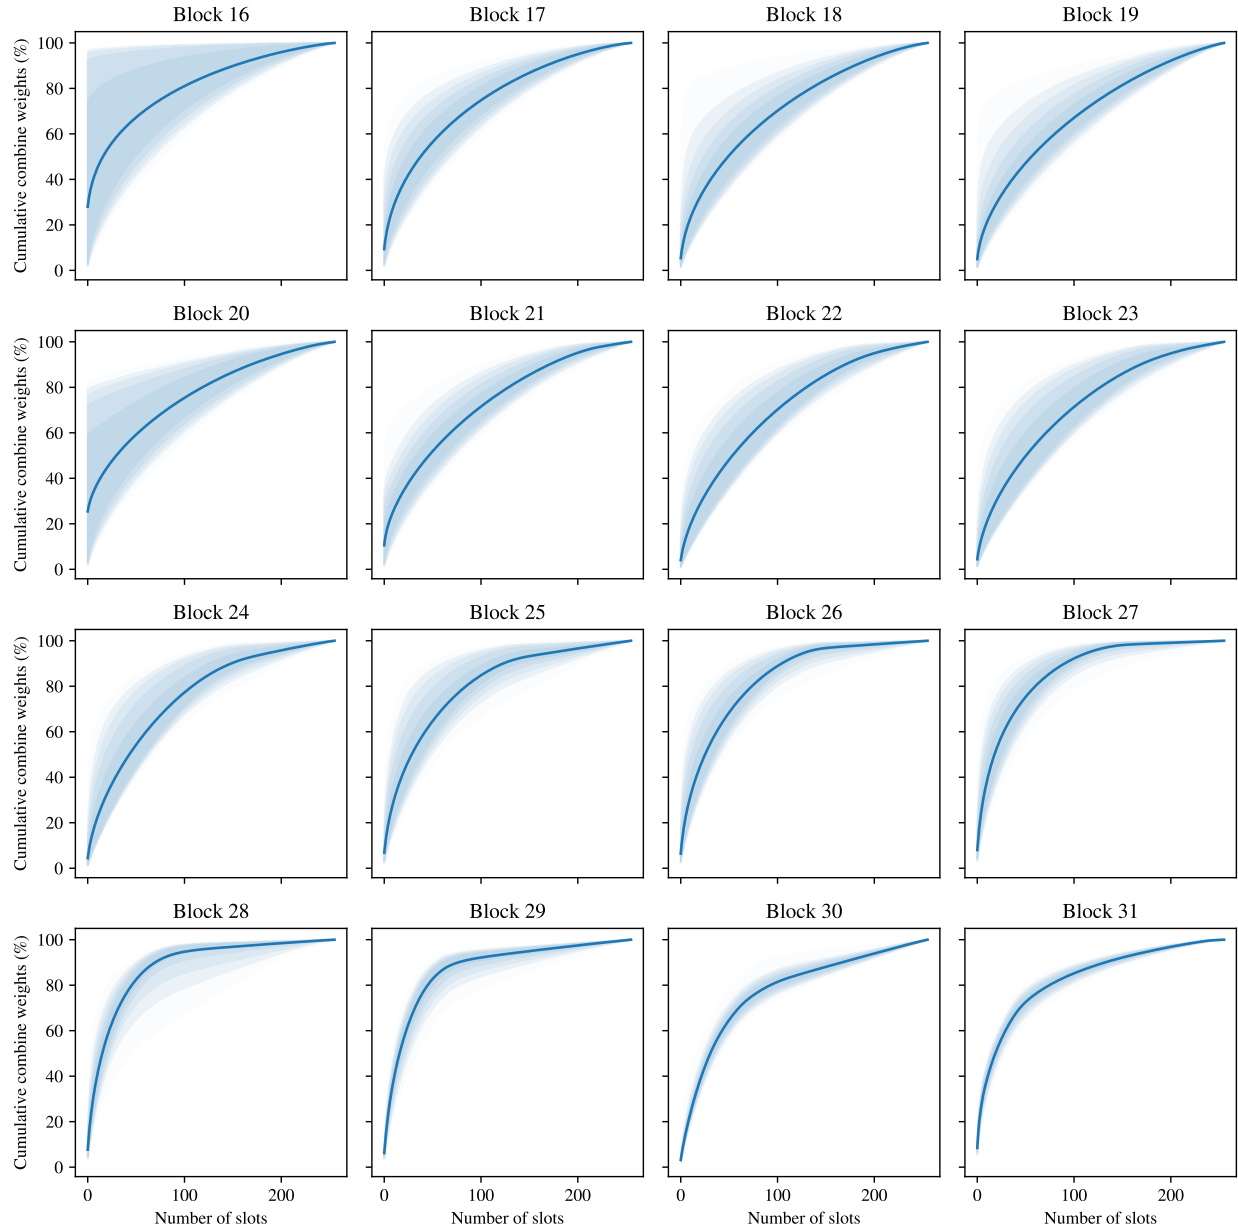 Block 16 Block 17 Block 18 Block 19
Cumulative combine weights (%)
100
80
60
40
20
0
Block 20 Block 21 Block 22 Block 23
Cumulative combine weights (%)
100
80
60
40
20
0
Block 24 Block 25 Block 26 Block 27
Cumulative combine weights (%)
100
80
60
40
20
0
Block 28 Block 29 Block 30 Block 31
Cumulative combine weights (%)
100
80
60
40
20
0
0 100 200 0 100 200 0 100 200 0 100 200
Number of slots Number of slots Number of slots Number of slots